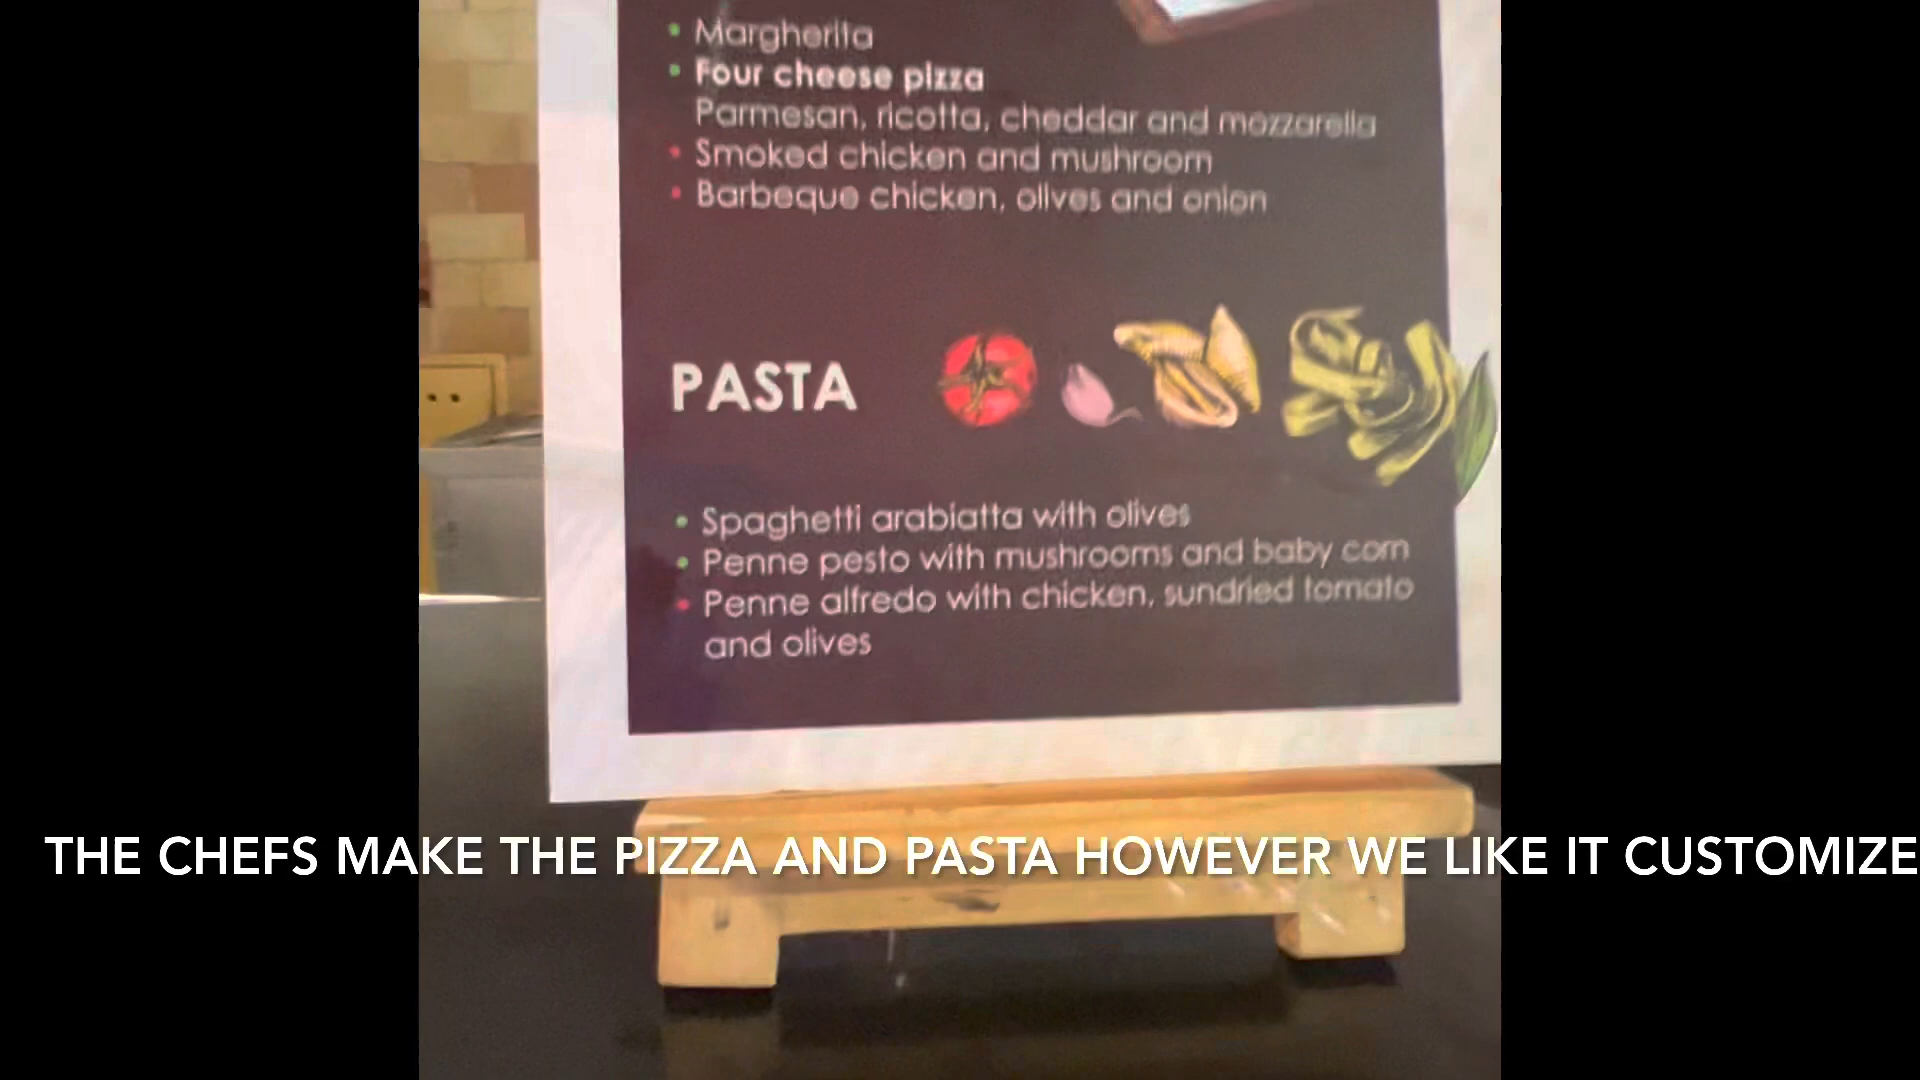 Margherita
Four cheese pizza
Parmesan, ricotta, cheddar and mozzarella
Smoked chicken and mushroom
Barbeque chicken, olives and onion
PASTA
Spaghetti arabiatta with olives
Penne pesto with mushrooms and baby corn
Penne alfredo with chicken, sundried tomato
and olives
THE CHEFS MAKE THE PIZZA AND PASTA HOWEVER WE LIKE IT CUSTOMIZE